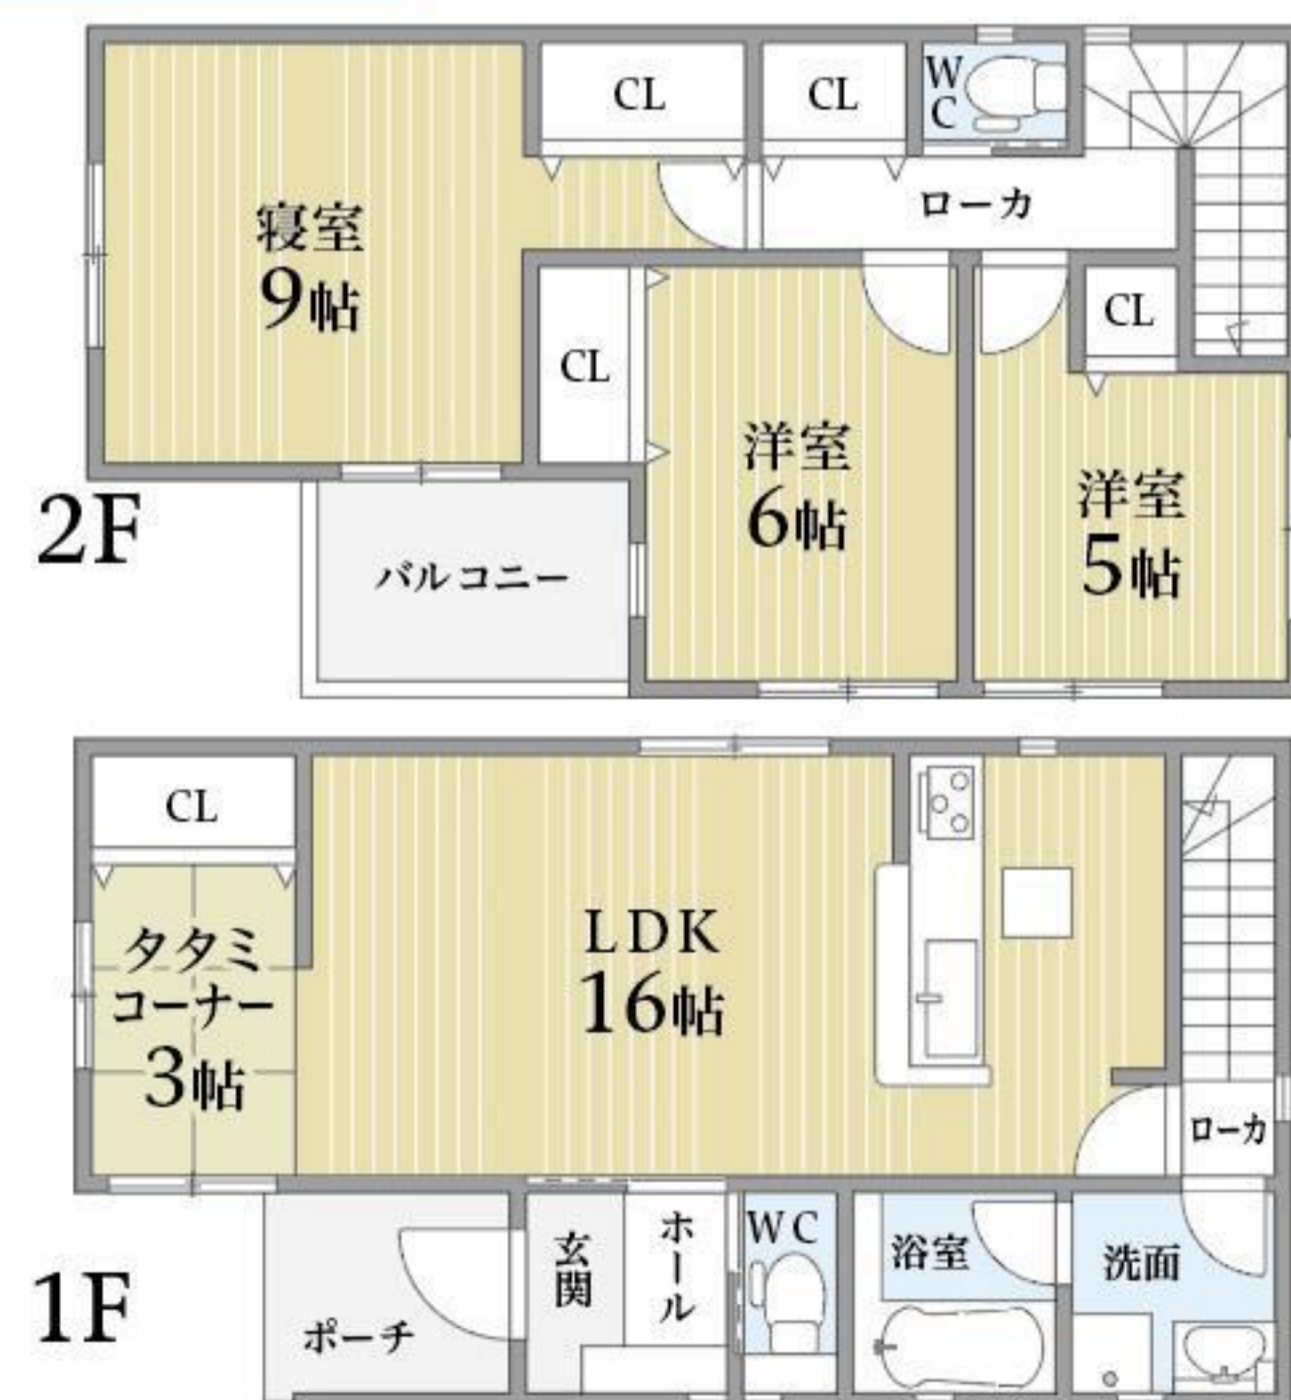 CL
CL
WC
寝室
9帖
ローカ
CL
CL
洋室
6帖
洋室
5帖
2F
バルコニー
CL
タタミ
コーナー
3帖
LDK
16帖
ローカ
1F
ポーチ
玄関
ホール
WC
浴室
洗面